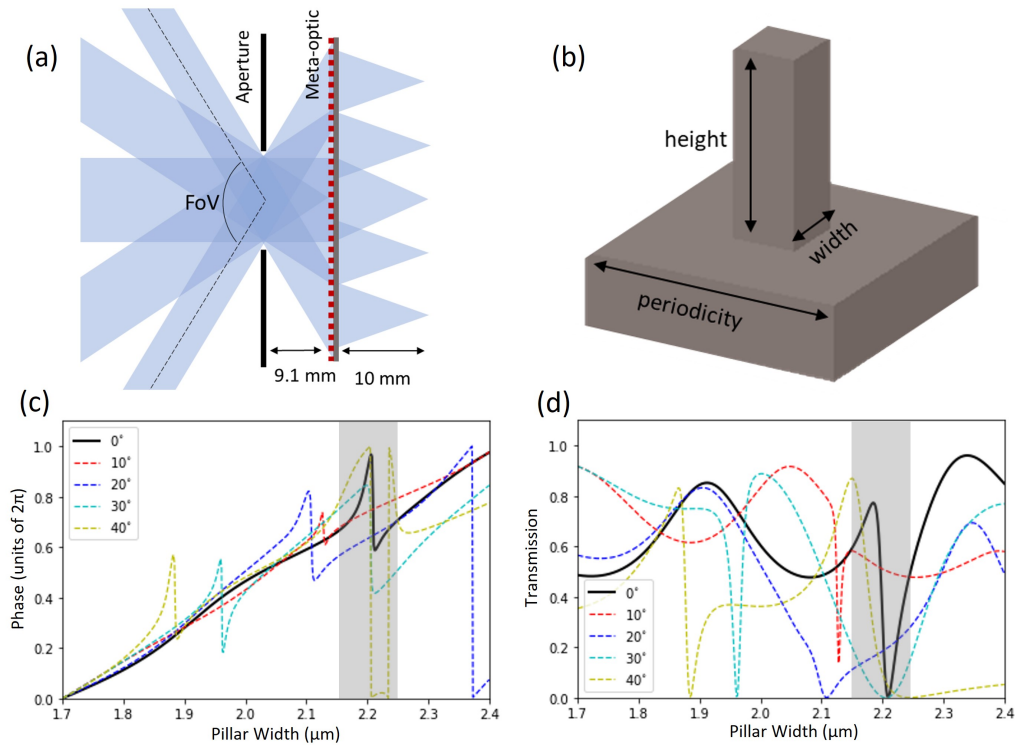 (a)
Aperture
Meta-optic
FoV
9.1 mm
10 mm
(b)
height
width
periodicity
(c)
Phase (units of 2π)
1.0
0.8
0.6
0.4
0.2
0.0
0˚
10˚
20˚
30˚
40˚
1.7 1.8 1.9 2.0 2.1 2.2 2.3 2.4
Pillar Width (μm)
(d)
Transmission
1.0
0.8
0.6
0.4
0.2
0.0
0˚
10˚
20˚
30˚
40˚
1.7 1.8 1.9 2.0 2.1 2.2 2.3 2.4
Pillar Width (μm)